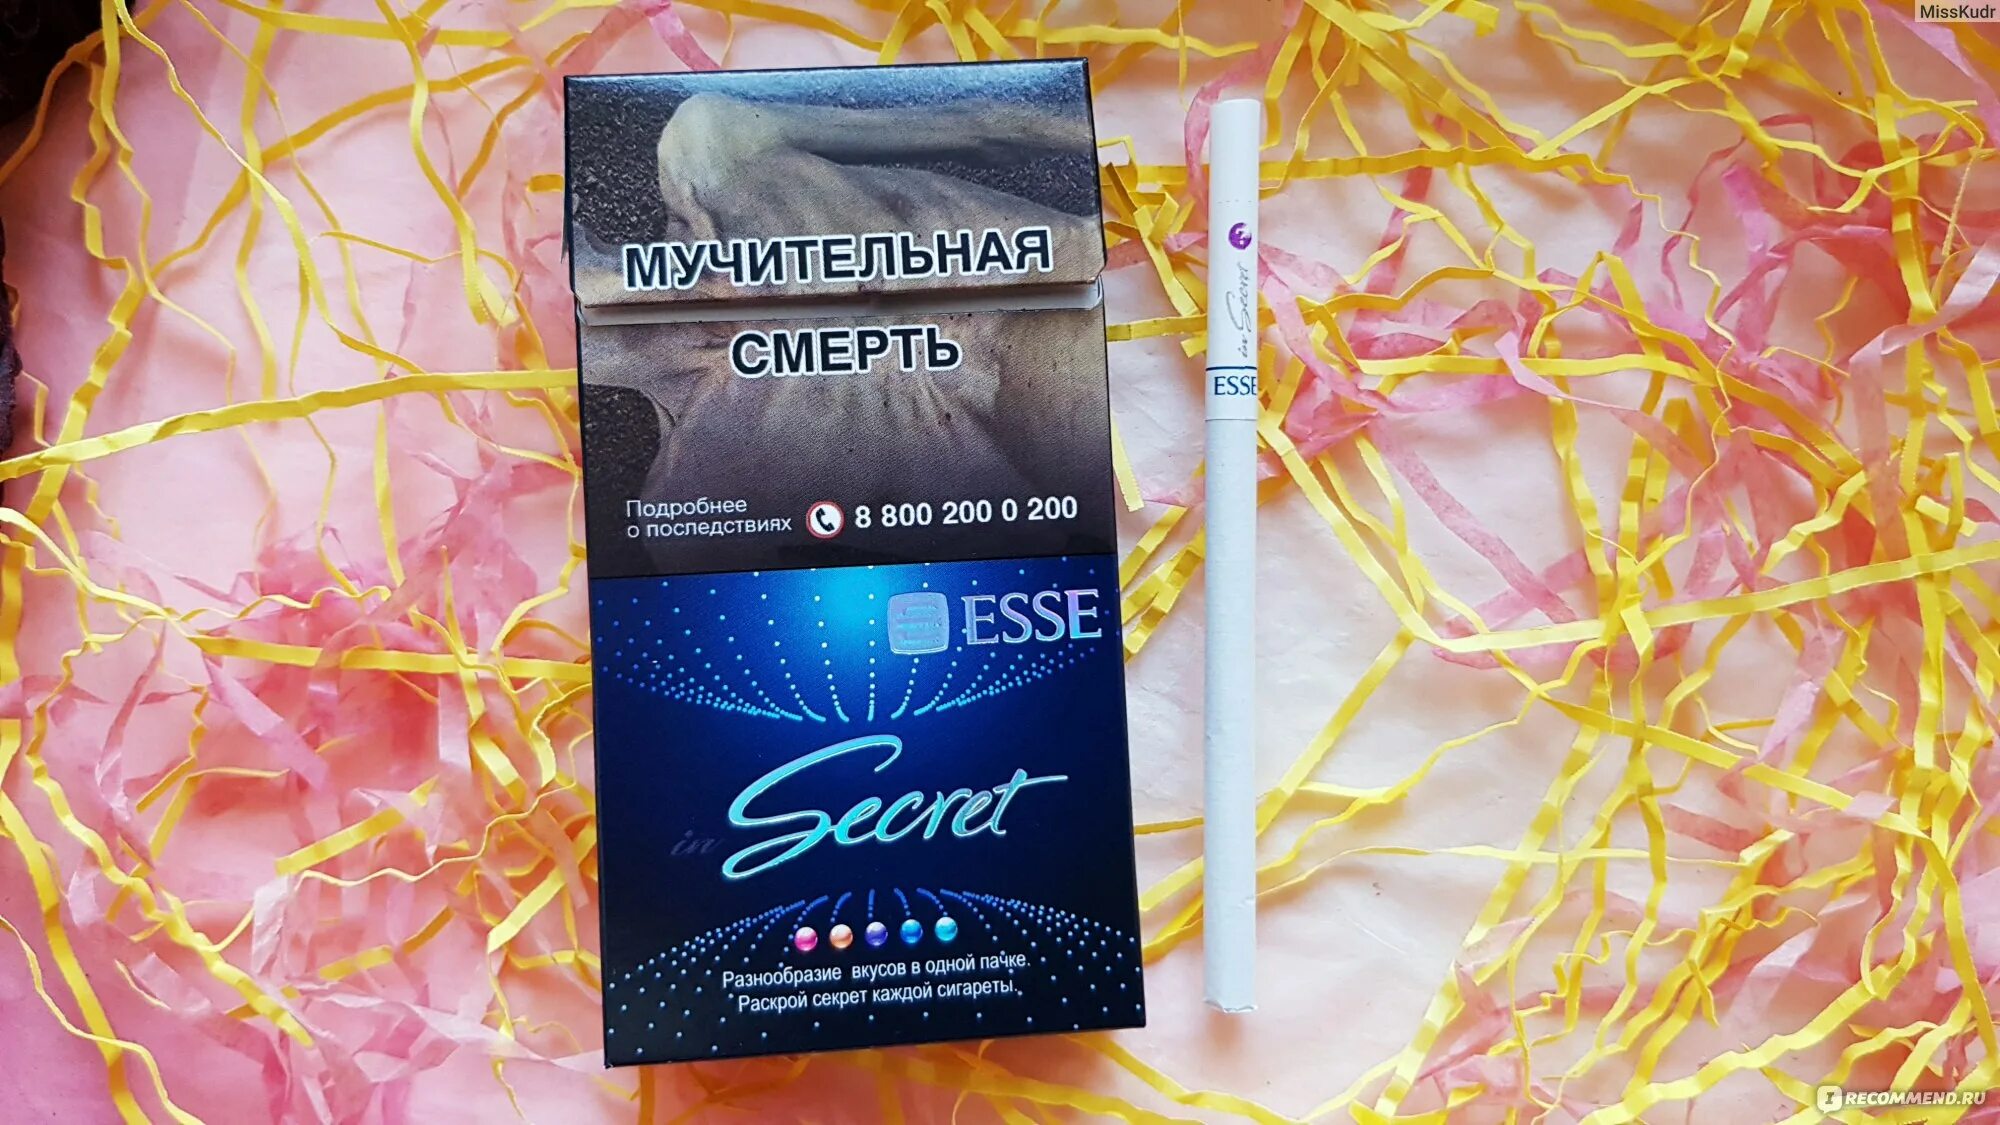 MissKudr
МУЧИТЕЛЬНАЯ
СМЕРТЬ
Подробнее
о последствиях
8 800 200 0 200
ESSE
in Secret
Разнообразие вкусов в одной пачке.
Раскрой секрет каждой сигареты.
?
in Secret
ESSE
I RECOMMEND.RU